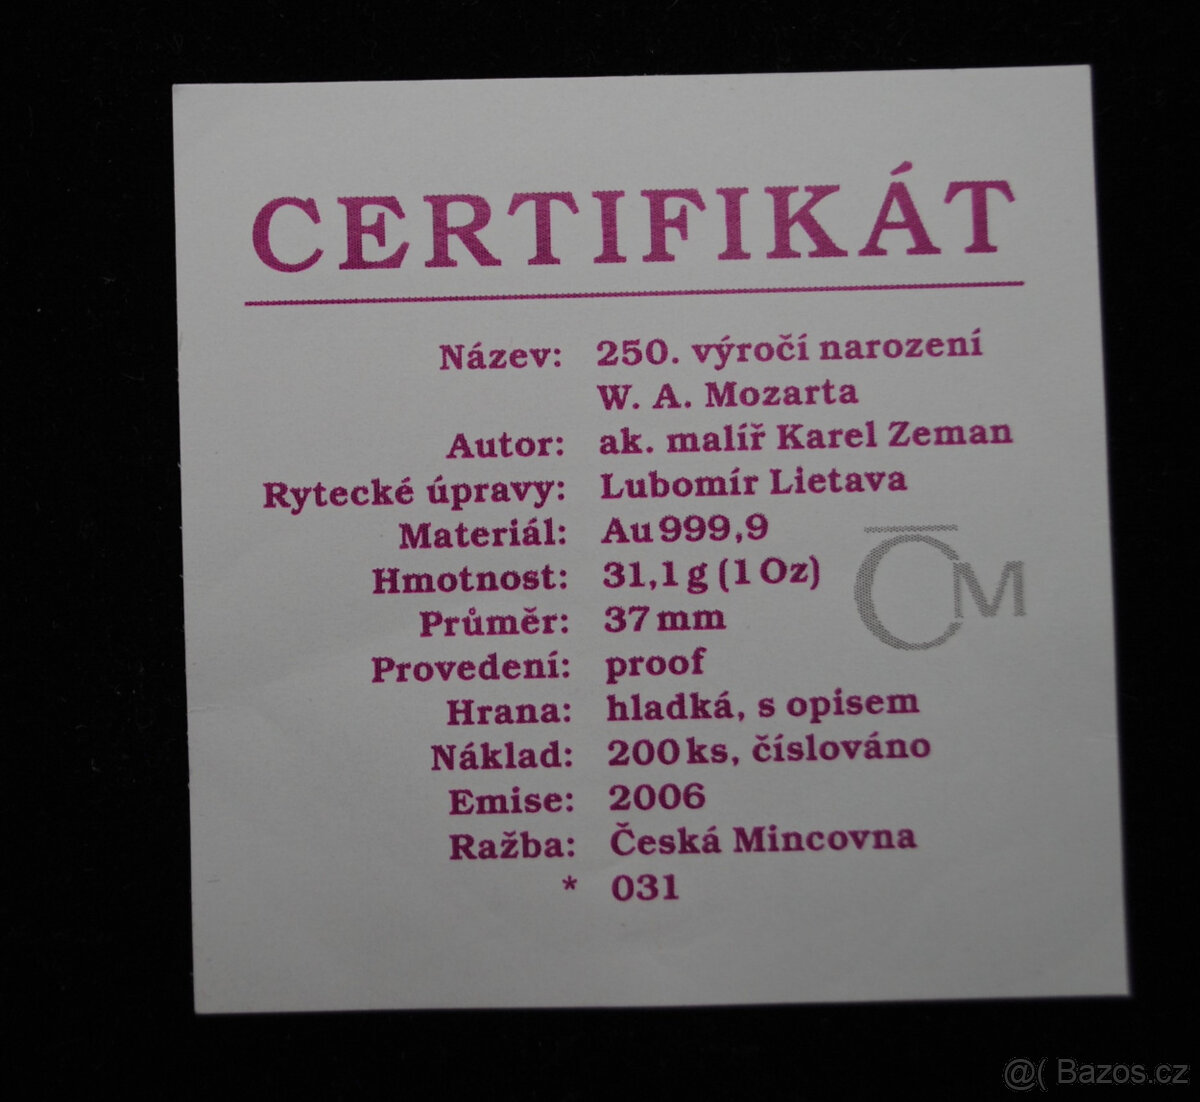 CERTIFIKÁT
Název: 250. výročí narození
W. A. Mozarta
Autor: ak. malíř Karel Zeman
Rytecké úpravy: Lubomír Lietava
Materiál: Au 999,9
Hmotnost: 31,1 g (1 Oz)
Průměr: 37 mm
Provedení: proof
Hrana: hladká, s opisem
Náklad: 200 ks, číslováno
Emise: 2006
Ražba: Česká Mincovna
* 031
ČM
@( Bazos.cz